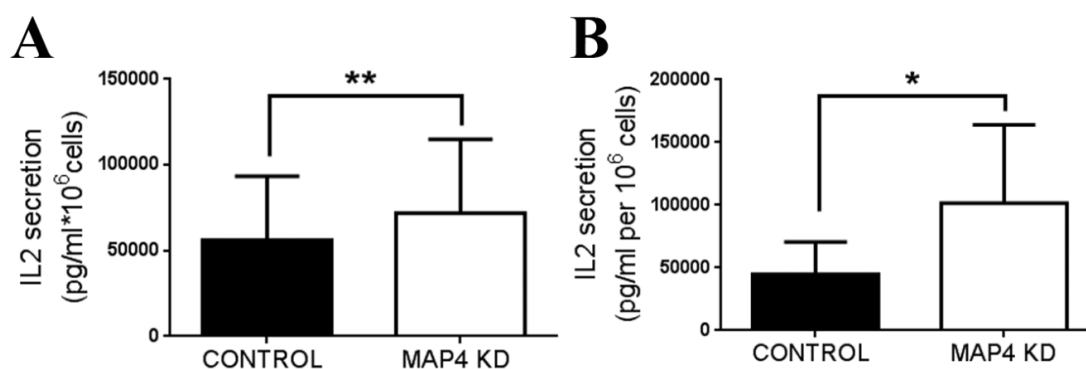 A
IL2 secretion
(pg/ml*10⁶cells)
150000
100000
50000
0
**
CONTROL
MAP4 KD
B
IL2 secretion
(pg/ml per 10⁶ cells)
200000
150000
100000
50000
0
*
CONTROL
MAP4 KD